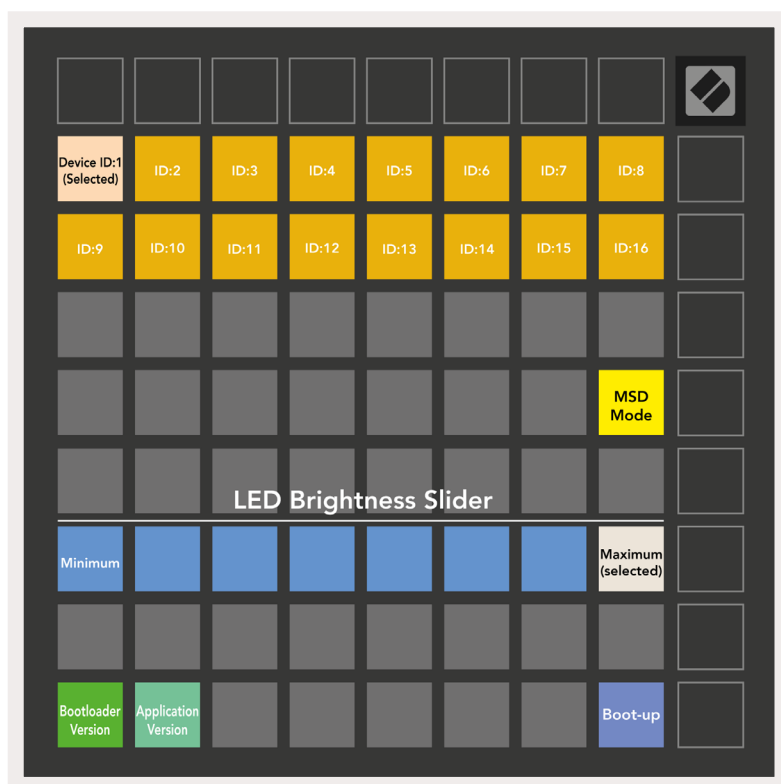 Device ID:1
(Selected)
ID:2
ID:3
ID:4
ID:5
ID:6
ID:7
ID:8
ID:9
ID:10
ID:11
ID:12
ID:13
ID:14
ID:15
ID:16
MSD
Mode
LED Brightness Slider
Minimum
Maximum
(selected)
Bootloader
Version
Application
Version
Boot-up